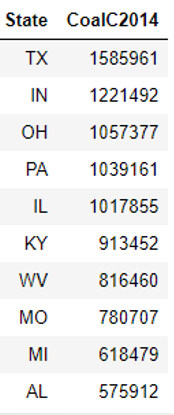 State CoalC2014
TX 1585961
IN 1221492
OH 1057377
PA 1039161
IL 1017855
KY 913452
WV 816460
MO 780707
MI 618479
AL 575912